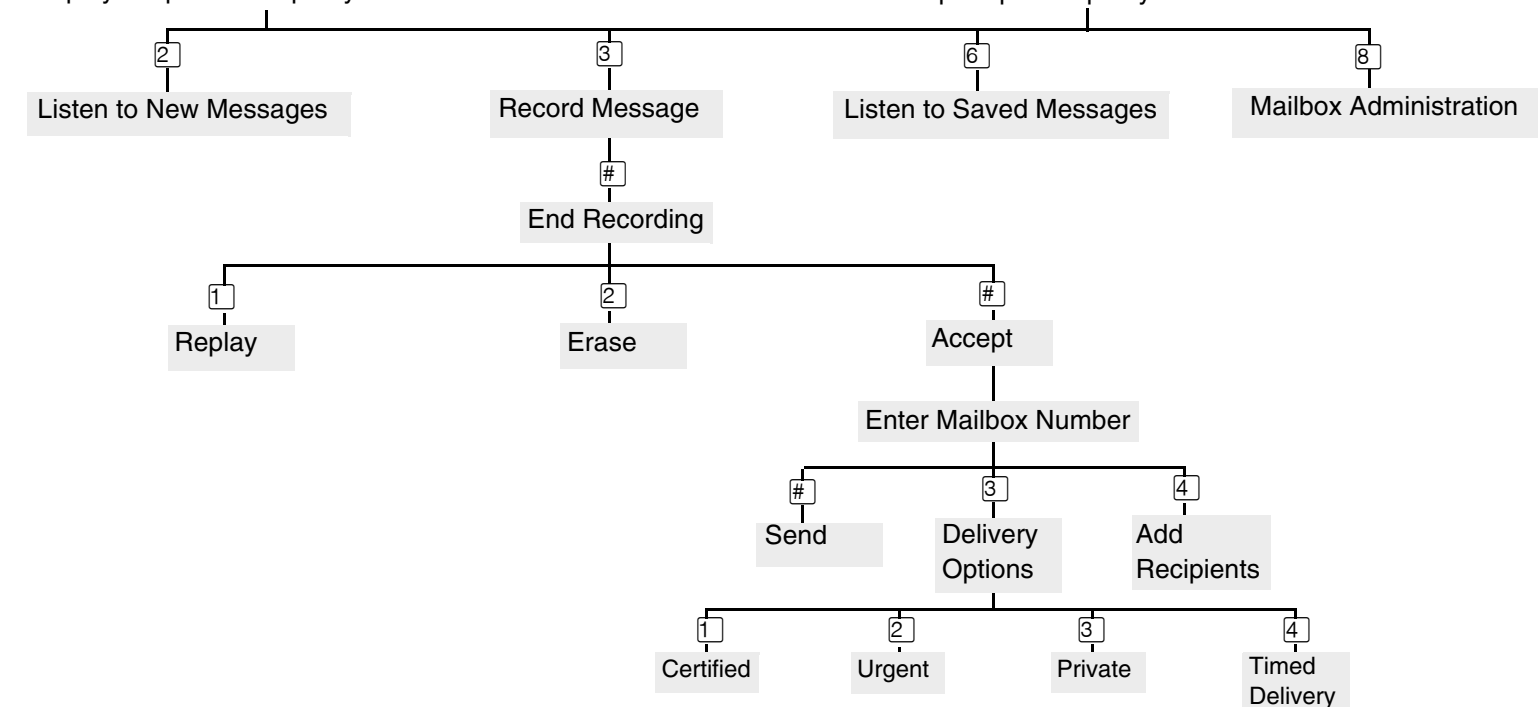 2
3
6
8
Listen to New Messages
Record Message
Listen to Saved Messages
Mailbox Administration
#
End Recording
1
2
#
Replay
Erase
Accept
Enter Mailbox Number
#
3
4
Send
Delivery
Options
Add
Recipients
1
2
3
4
Certified
Urgent
Private
Timed
Delivery